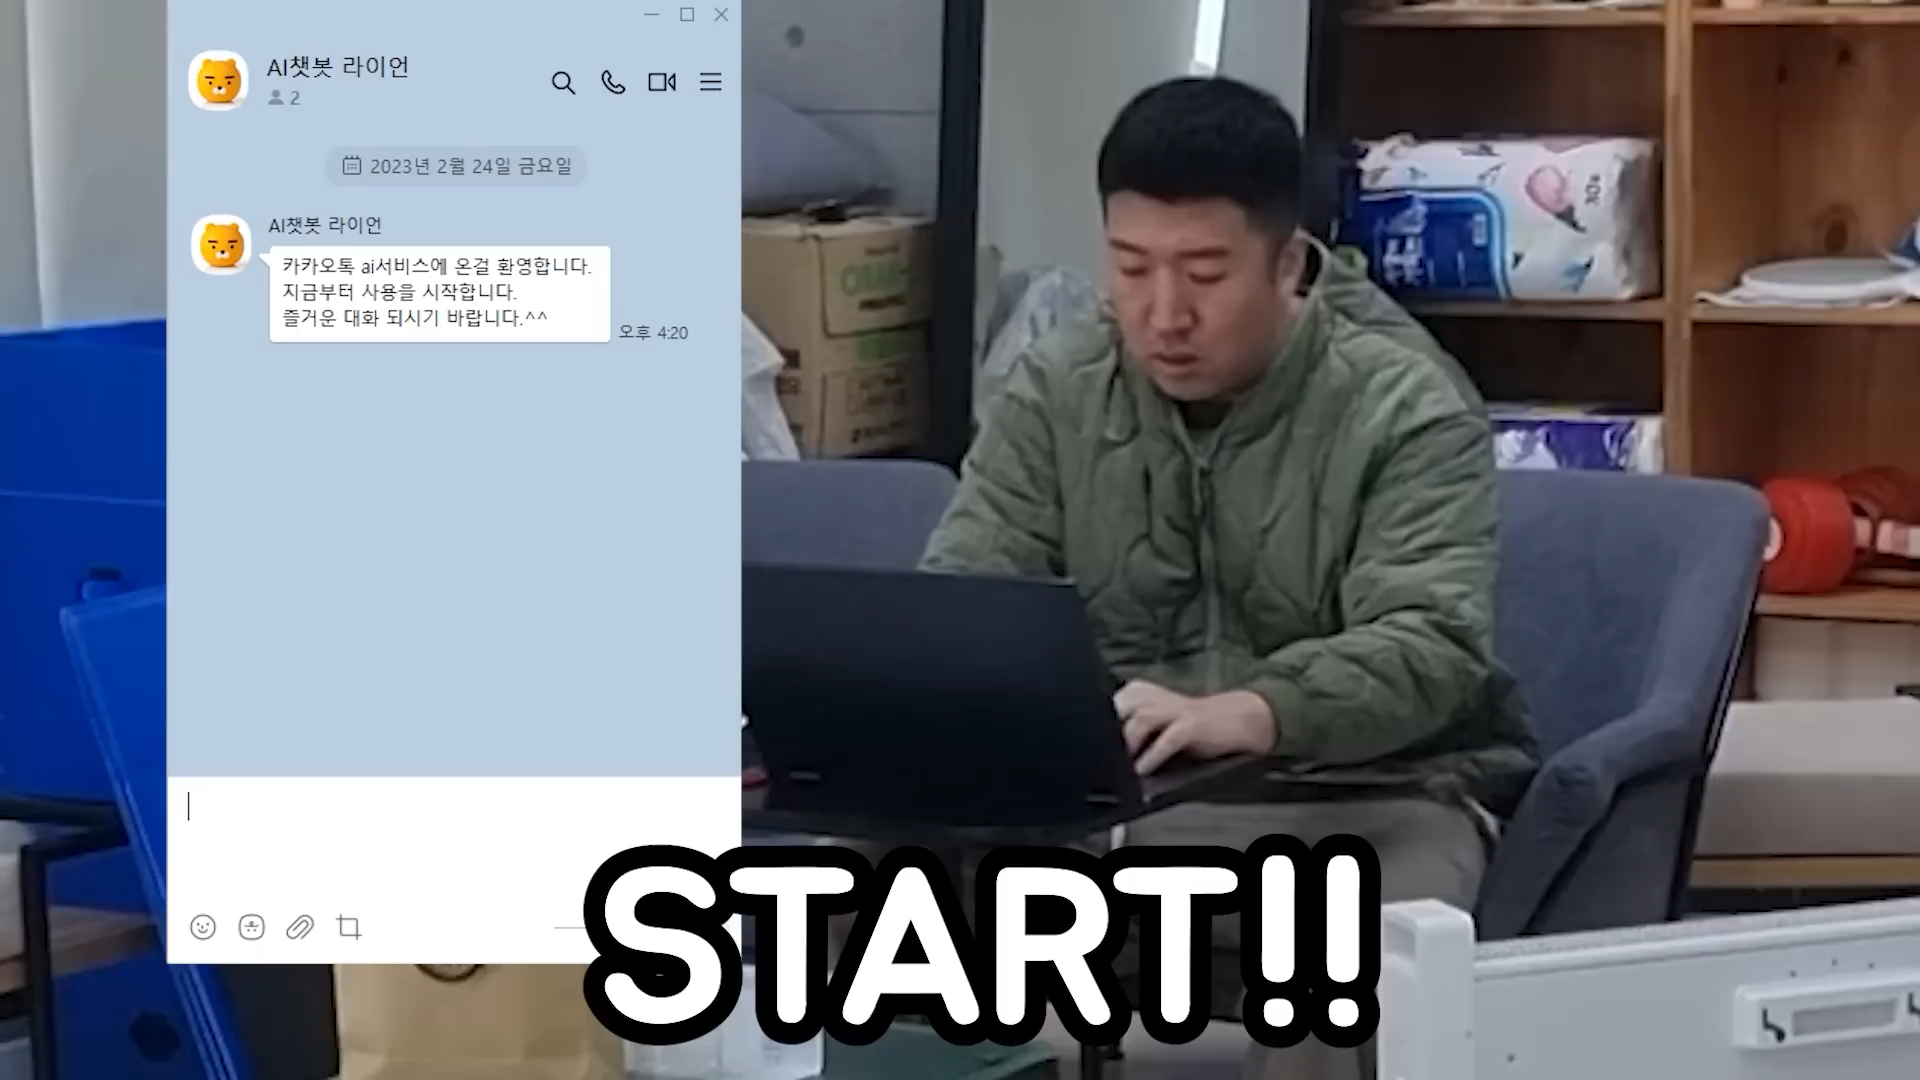 AI챗봇 라이언
2
2023년 2월 24일 금요일
AI챗봇 라이언
카카오톡 ai서비스에 온걸 환영합니다.
지금부터 사용을 시작합니다.
즐거운 대화 되시기 바랍니다.^^
오후 4:20
START!!